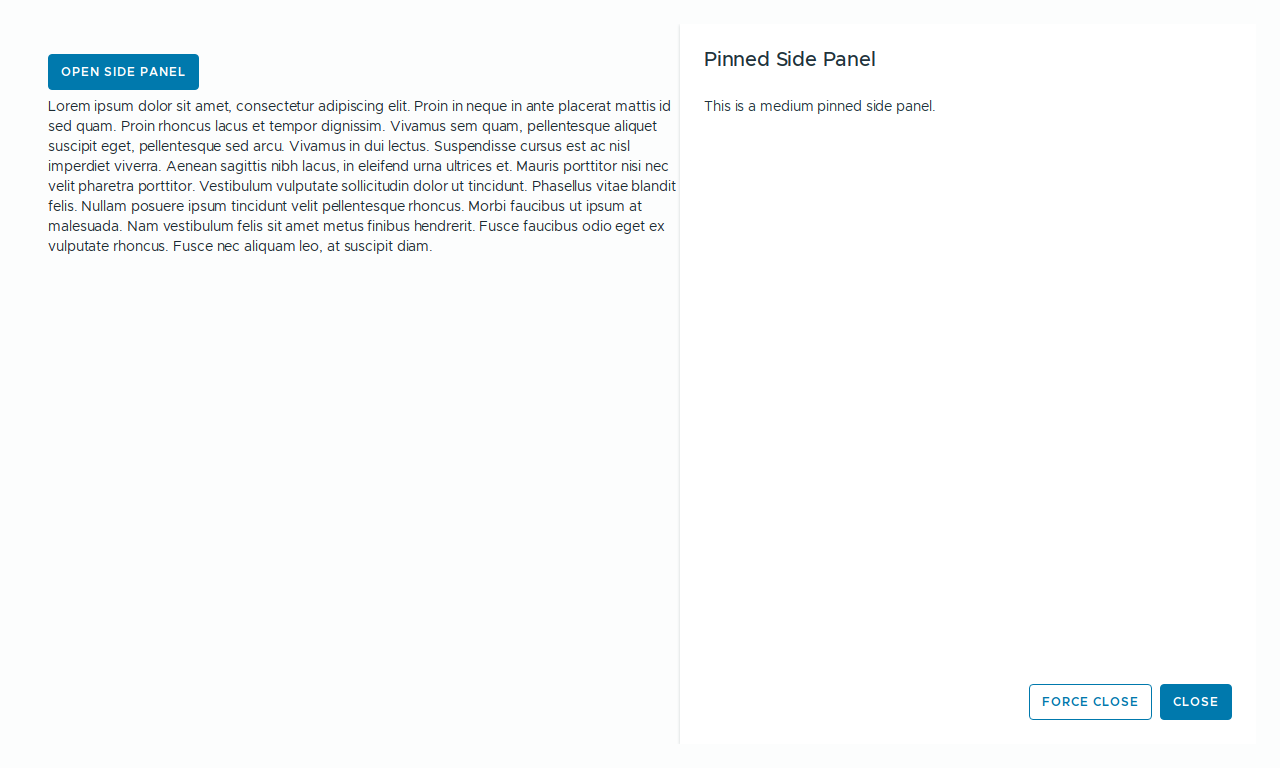 OPEN SIDE PANEL
Lorem ipsum dolor sit amet, consectetur adipiscing elit. Proin in neque in ante placerat mattis id
sed quam. Proin rhoncus lacus et tempor dignissim. Vivamus sem quam, pellentesque aliquet
suscipit eget, pellentesque sed arcu. Vivamus in dui lectus. Suspendisse cursus est ac nisl
imperdiet viverra. Aenean sagittis nibh lacus, in eleifend urna ultrices et. Mauris porttitor nisi nec
velit pharetra porttitor. Vestibulum vulputate sollicitudin dolor ut tincidunt. Phasellus vitae blandit
felis. Nullam posuere ipsum tincidunt velit pellentesque rhoncus. Morbi faucibus ut ipsum at
malesuada. Nam vestibulum felis sit amet metus finibus hendrerit. Fusce faucibus odio eget ex
vulputate rhoncus. Fusce nec aliquam leo, at suscipit diam.
Pinned Side Panel
This is a medium pinned side panel.
FORCE CLOSE
CLOSE